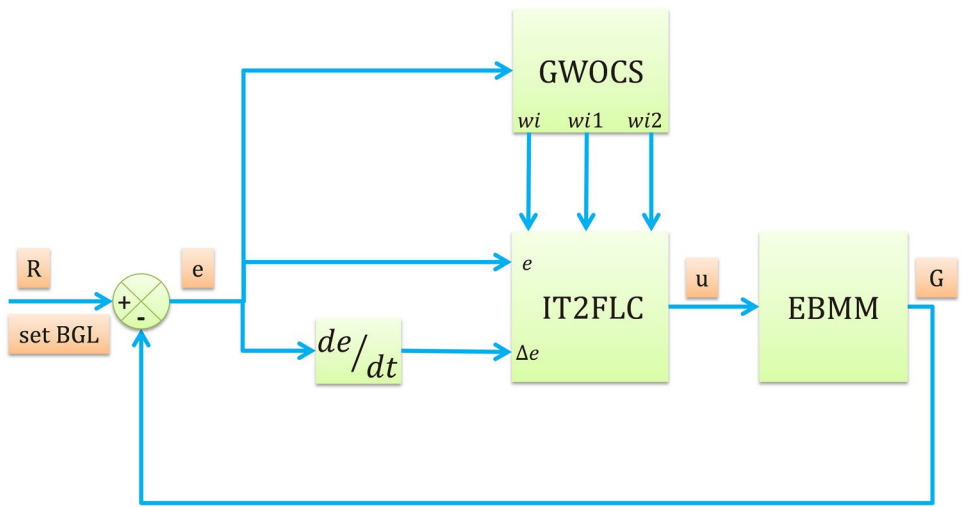 GWOCS
wi wi1 wi2
R
e
+
-
set BGL
e
IT2FLC
Δe
de/dt
u
EBMM
G